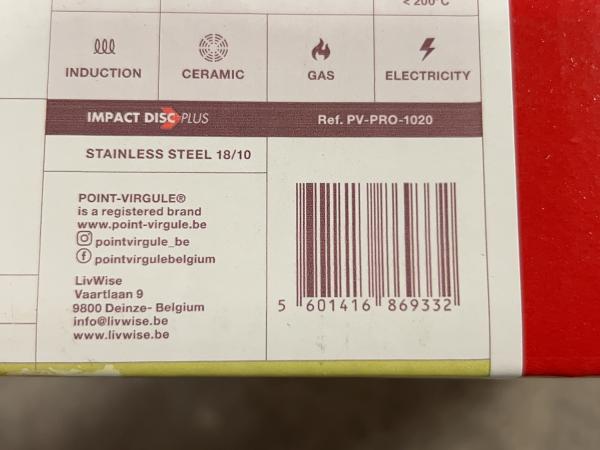 < 200°C
INDUCTION
CERAMIC
GAS
ELECTRICITY
IMPACT DISC PLUS
Ref. PV-PRO-1020
STAINLESS STEEL 18/10
POINT-VIRGULE®
is a registered brand
www.point-virgule.be
pointvirgule_be
pointvirgulebelgium
LivWise
Vaartlaan 9
9800 Deinze- Belgium
info@livwise.be
www.livwise.be
5 601416 869332